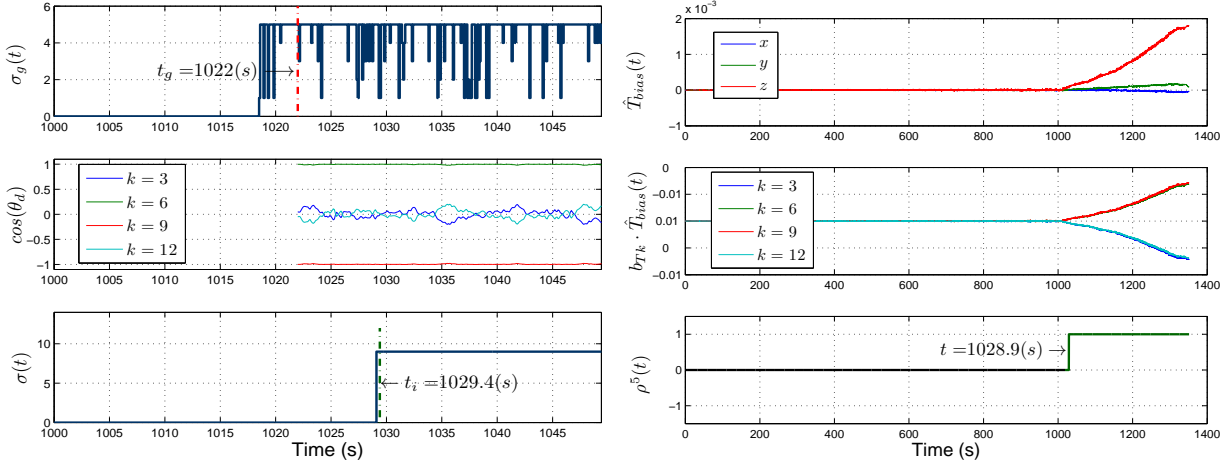 6
4
2
0
σ_g(t)
t_g =1022(s)
1000 1005 1010 1015 1020 1025 1030 1035 1040 1045
1
0.5
0
−0.5
−1
cos(θ_d)
k = 3
k = 6
k = 9
k = 12
1000 1005 1010 1015 1020 1025 1030 1035 1040 1045
10
5
0
σ(t)
← t_i =1029.4(s)
1000 1005 1010 1015 1020 1025 1030 1035 1040 1045
Time (s)
x 10⁻³
2
1
0
−1
T̂_bias(t)
x
y
z
0 200 400 600 800 1000 1200 1400
0
−0.01
0.01
0
−0.01
b_Tk · T̂_bias(t)
k = 3
k = 6
k = 9
k = 12
0 200 400 600 800 1000 1200 1400
1
0
−1
ρ⁵(t)
t =1028.9(s) →
0 200 400 600 800 1000 1200 1400
Time (s)